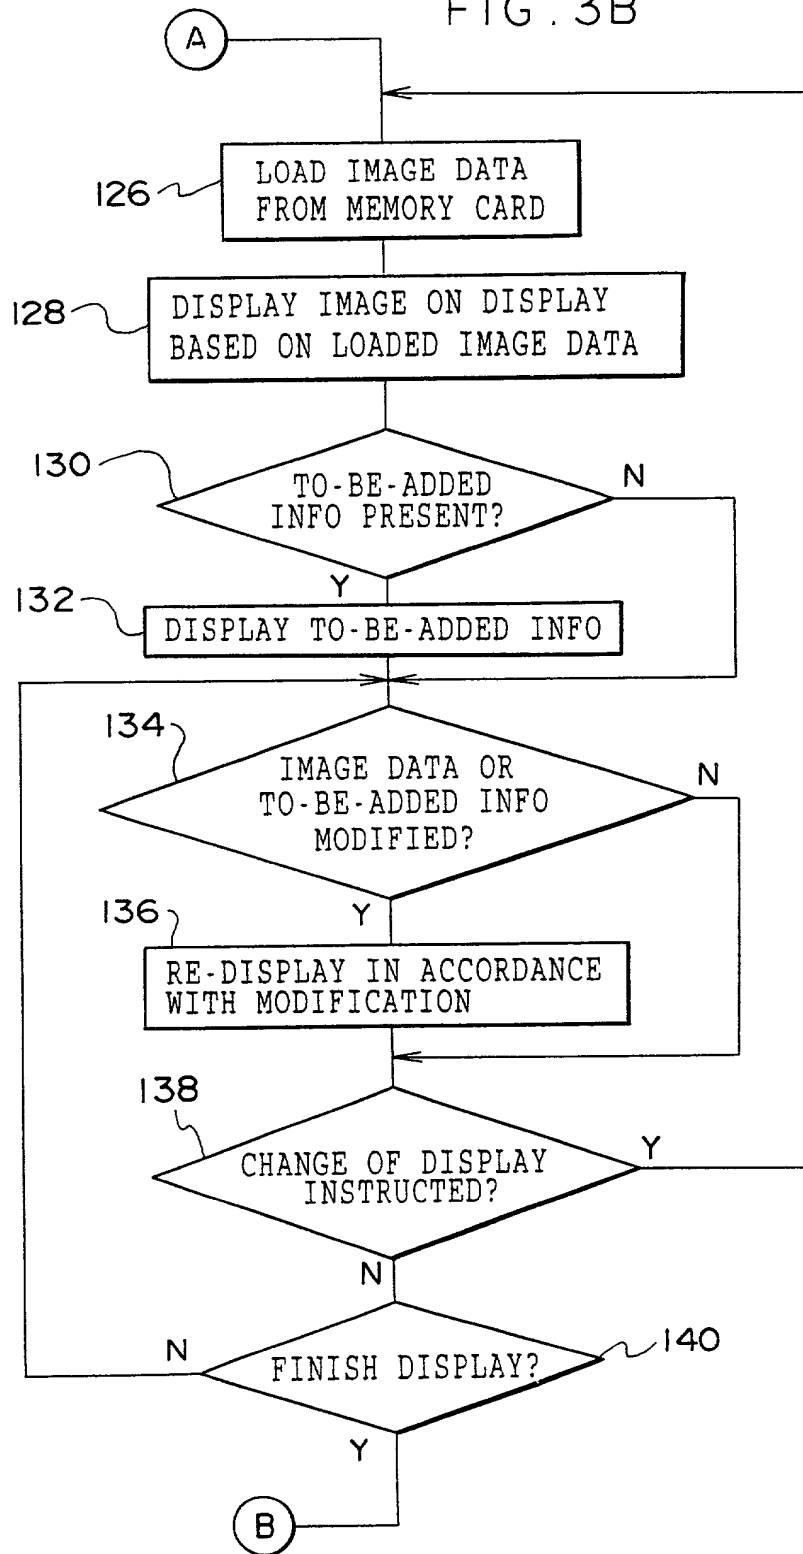 FIG. 3B
A
126
LOAD IMAGE DATA
FROM MEMORY CARD
128
DISPLAY IMAGE ON DISPLAY
BASED ON LOADED IMAGE DATA
130
TO-BE-ADDED
INFO PRESENT?
N
Y
132
DISPLAY TO-BE-ADDED INFO
134
IMAGE DATA OR
TO-BE-ADDED INFO
MODIFIED?
N
Y
136
RE-DISPLAY IN ACCORDANCE
WITH MODIFICATION
138
CHANGE OF DISPLAY
INSTRUCTED?
Y
N
140
FINISH DISPLAY?
N
Y
B